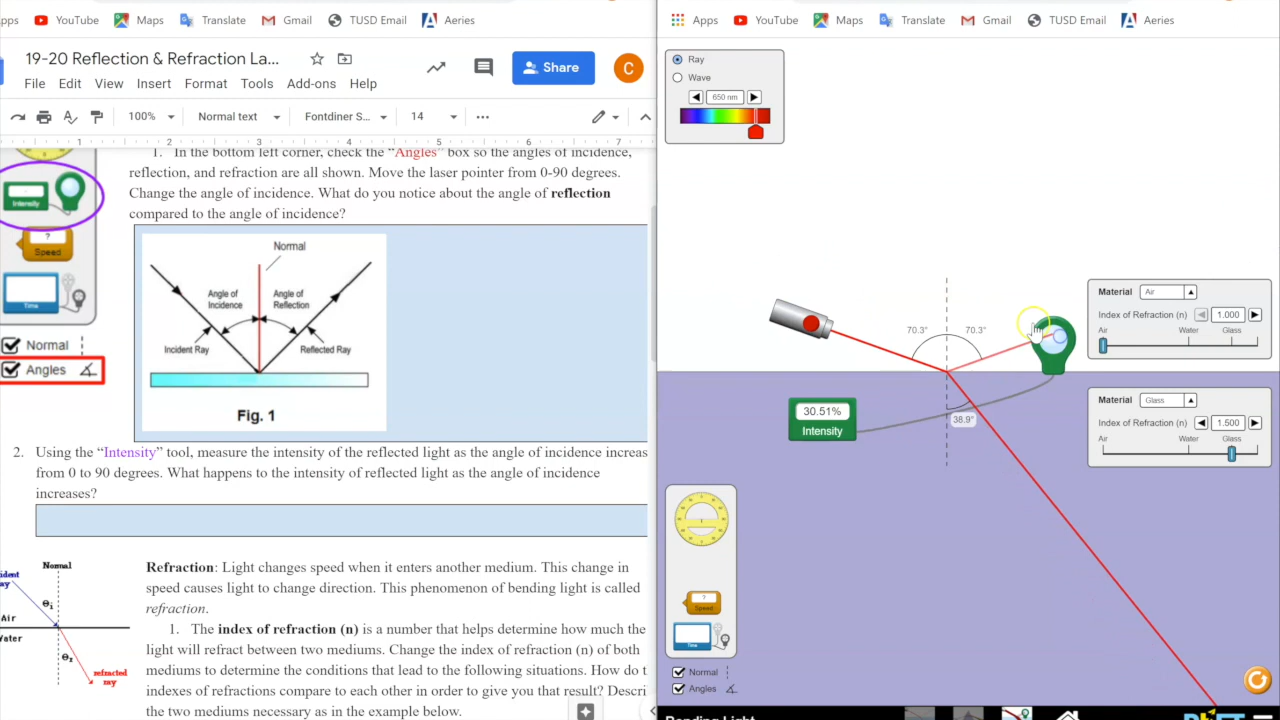 pps YouTube Maps Translate Gmail TUSD Email Aeries
19-20 Reflection & Refraction La...
File Edit View Insert Format Tools Add-ons Help
Share
C
100% Normal text Fontdiner S... 14
1 2 3 4 5 6 7
1. In the bottom left corner, check the "Angles" box so the angles of incidence,
reflection, and refraction are all shown. Move the laser pointer from 0-90 degrees.
Change the angle of incidence. What do you notice about the angle of reflection
compared to the angle of incidence?
Intensity
?
Speed
Time
Normal
Angles
Normal
Angle of
Incidence
Angle of
Reflection
Incident Ray
Reflected Ray
Fig. 1
2. Using the "Intensity" tool, measure the intensity of the reflected light as the angle of incidence increas
from 0 to 90 degrees. What happens to the intensity of reflected light as the angle of incidence
increases?
Normal
ident
ay
Θi
Air
Water
Θr
refracted
ray
Refraction: Light changes speed when it enters another medium. This change in
speed causes light to change direction. This phenomenon of bending light is called
refraction.
1. The index of refraction (n) is a number that helps determine how much the
light will refract between two mediums. Change the index of refraction (n) of both
mediums to determine the conditions that lead to the following situations. How do t
indexes of refractions compare to each other in order to give you that result? Descri
the two mediums necessary as in the example below.
Apps YouTube Maps Translate Gmail TUSD Email Aeries
Ray
Wave
650 nm
70.3° 70.3°
38.9°
30.51%
Intensity
Material Air
Index of Refraction (n) 1.000
Air Water Glass
Material Glass
Index of Refraction (n) 1.500
Air Water Glass
?
Speed
Time
Normal
Angles
Bending Light